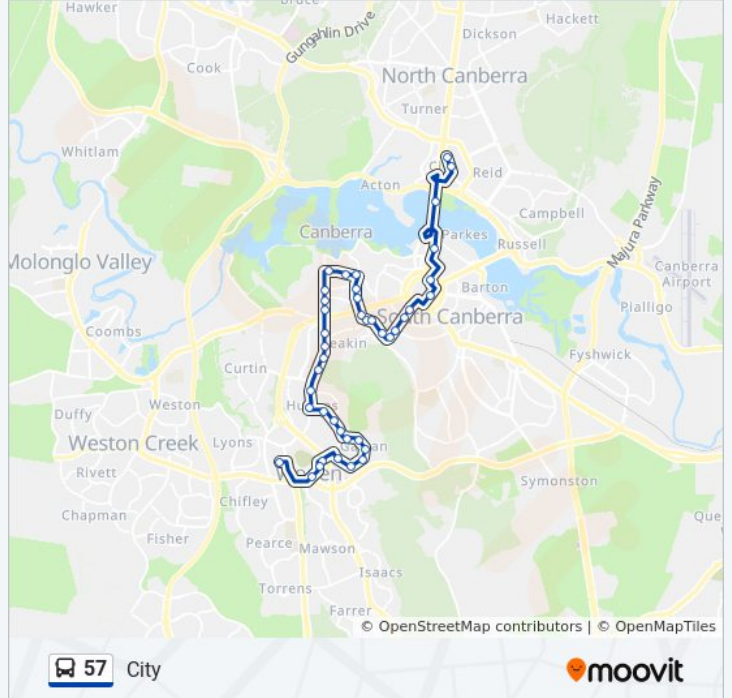 Hawker
Bruce
Hackett
Gungahlin Drive
Dickson
Cook
North Canberra
Turner
Whitlam
Reid
Acton
Majura Parkway
Campbell
Canberra
Parkes
Russell
Molonglo Valley
Canberra
Airport
Barton
Pialligo
South Canberra
Coombs
Deakin
Fyshwick
Curtin
Weston
Duffy
Weston Creek
Lyons
Rivett
Symonston
Chifley
Chapman
Que
Fisher
Pearce
Mawson
Isaacs
Torrens
Farrer
© OpenStreetMap contributors | © OpenMapTiles
57 City
moovit